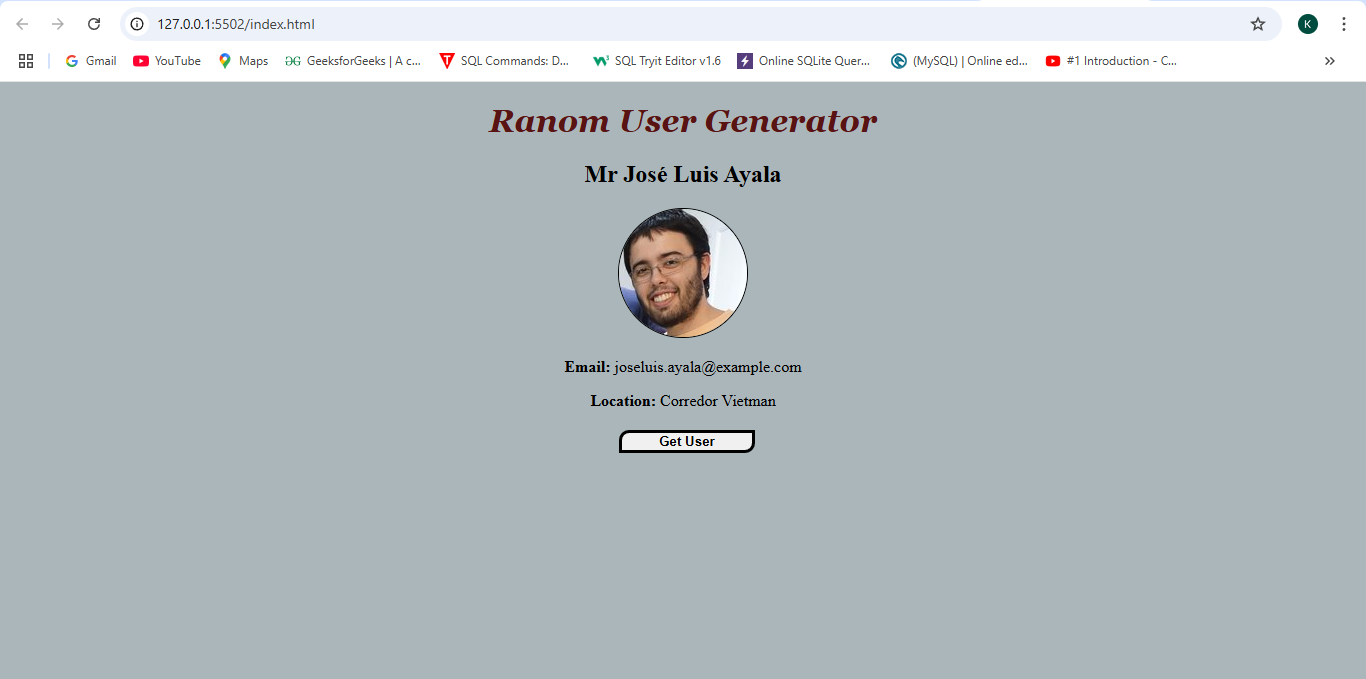 127.0.0.1:5502/index.html
K
Gmail YouTube Maps GeeksforGeeks | A c... SQL Commands: D... SQL Tryit Editor v1.6 Online SQLite Quer... (MySQL) | Online ed... #1 Introduction - C...
Ranom User Generator
Mr José Luis Ayala
Email: joseluis.ayala@example.com
Location: Corredor Vietman
Get User